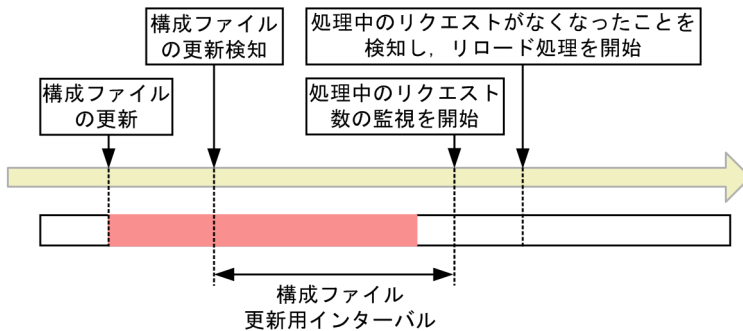 構成ファイル
の更新検知
処理中のリクエストがなくなったことを
検知し，リロード処理を開始
構成ファイル
の更新
処理中のリクエスト
数の監視を開始
構成ファイル
更新用インターバル